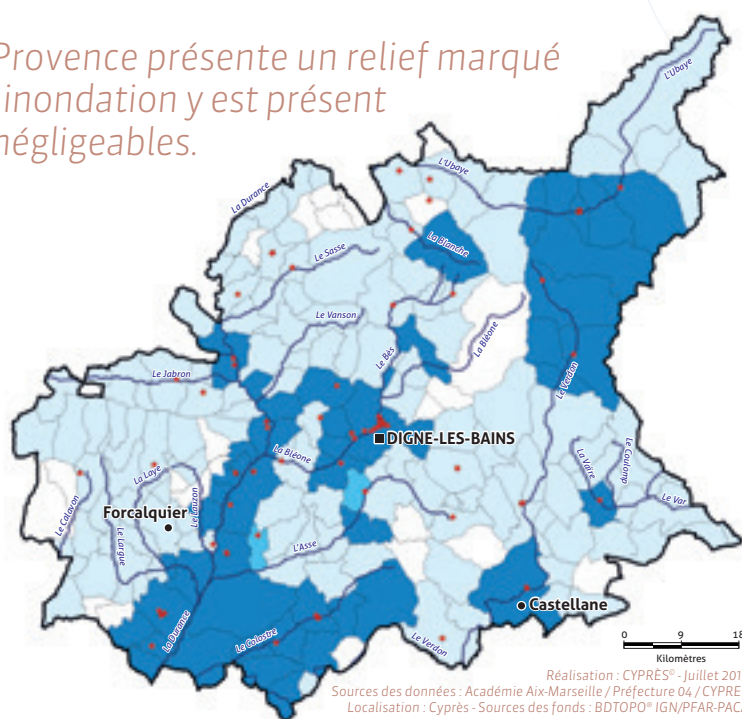 Provence présente un relief marqué
inondation y est présent
négligeables.
L'Ubaye
L'Ubaye
La Durance
La Blanche
Le Sasse
Le Vanson
La Bléone
Le Bès
Le Jabron
Le Verdon
DIGNE-LES-BAINS
La Bléone
La Vaïre
Le Coulomp
La Laye
Le Var
Le Calavon
Forcalquier
Le Lauzon
Le Largue
L'Asse
Castellane
La Durance
Le Colostre
Le Verdon
0 9 18
Kilomètres
Réalisation : CYPRÈS© - Juillet 201
Sources des données : Académie Aix-Marseille / Préfecture 04 / CYPRE
Localisation : Cyprès - Sources des fonds : BDTOPO® IGN/PFAR-PACA